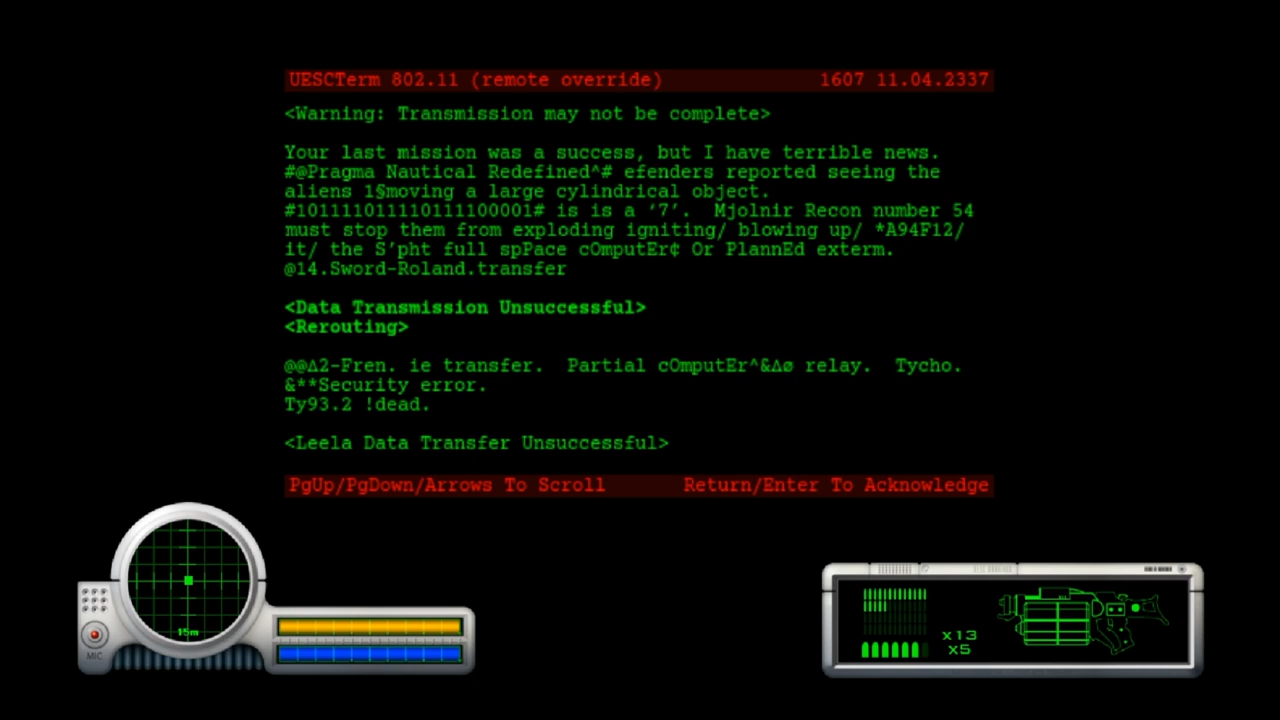 UESCTerm 802.11 (remote override) 1607 11.04.2337
<Warning: Transmission may not be complete>
Your last mission was a success, but I have terrible news.
#@Pragma Nautical Redefined^# efenders reported seeing the
aliens 1§moving a large cylindrical object.
#101111011110111100001# is is a ‘7’.  Mjolnir Recon number 54
must stop them from exploding igniting/ blowing up/ *A94F12/
it/ the S’pht full spPace cOmputEr¢ Or PlannEd exterm.
@14.Sword-Roland.transfer
<Data Transmission Unsuccessful>
<Rerouting>
@@∆2-Fren. ie transfer.  Partial cOmputEr^&∆ø relay.  Tycho.
&**Security error.
Ty93.2 !dead.
<Leela Data Transfer Unsuccessful>
PgUp/PgDown/Arrows To Scroll Return/Enter To Acknowledge
15m
MIC
x13
x5